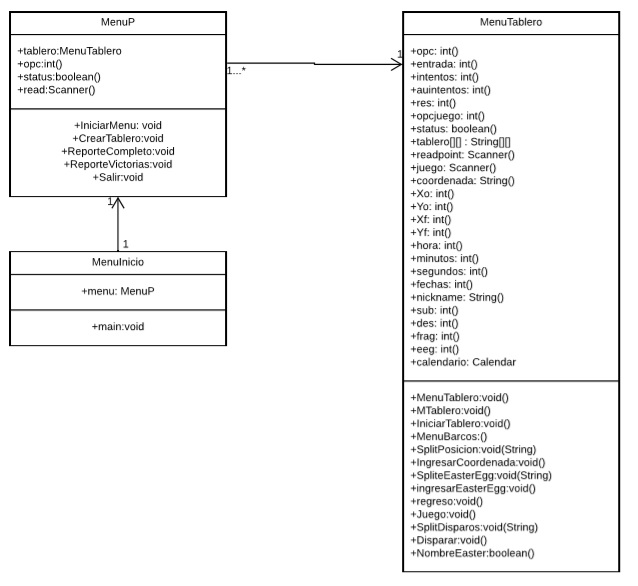 MenuP
+tablero:MenuTablero
+opc:int()
+status:boolean()
+read:Scanner()
+IniciarMenu: void
+CrearTablero:void
+ReporteCompleto:void
+ReporteVictorias:void
+Salir:void
1...*
1
1
1
MenuInicio
+menu: MenuP
+main:void
MenuTablero
+opc: int()
+entrada: int()
+intentos: int()
+auintentos: int()
+res: int()
+opcjuego: int()
+status: boolean()
+tablero[][] : String[][]
+readpoint: Scanner()
+juego: Scanner()
+coordenada: String()
+Xo: int()
+Yo: int()
+Xf: int()
+Yf: int()
+hora: int()
+minutos: int()
+segundos: int()
+fechas: int()
+nickname: String()
+sub: int()
+des: int()
+frag: int()
+eeg: int()
+calendario: Calendar
+MenuTablero:void()
+MTablero:void()
+IniciarTablero:void()
+MenuBarcos:()
+SplitPosicion:void(String)
+IngresarCoordenada:void()
+SpliteEasterEgg:void(String)
+ingresarEasterEgg:void()
+regreso:void()
+Juego:void()
+SplitDisparos:void(String)
+Disparar:void()
+NombreEaster:boolean()